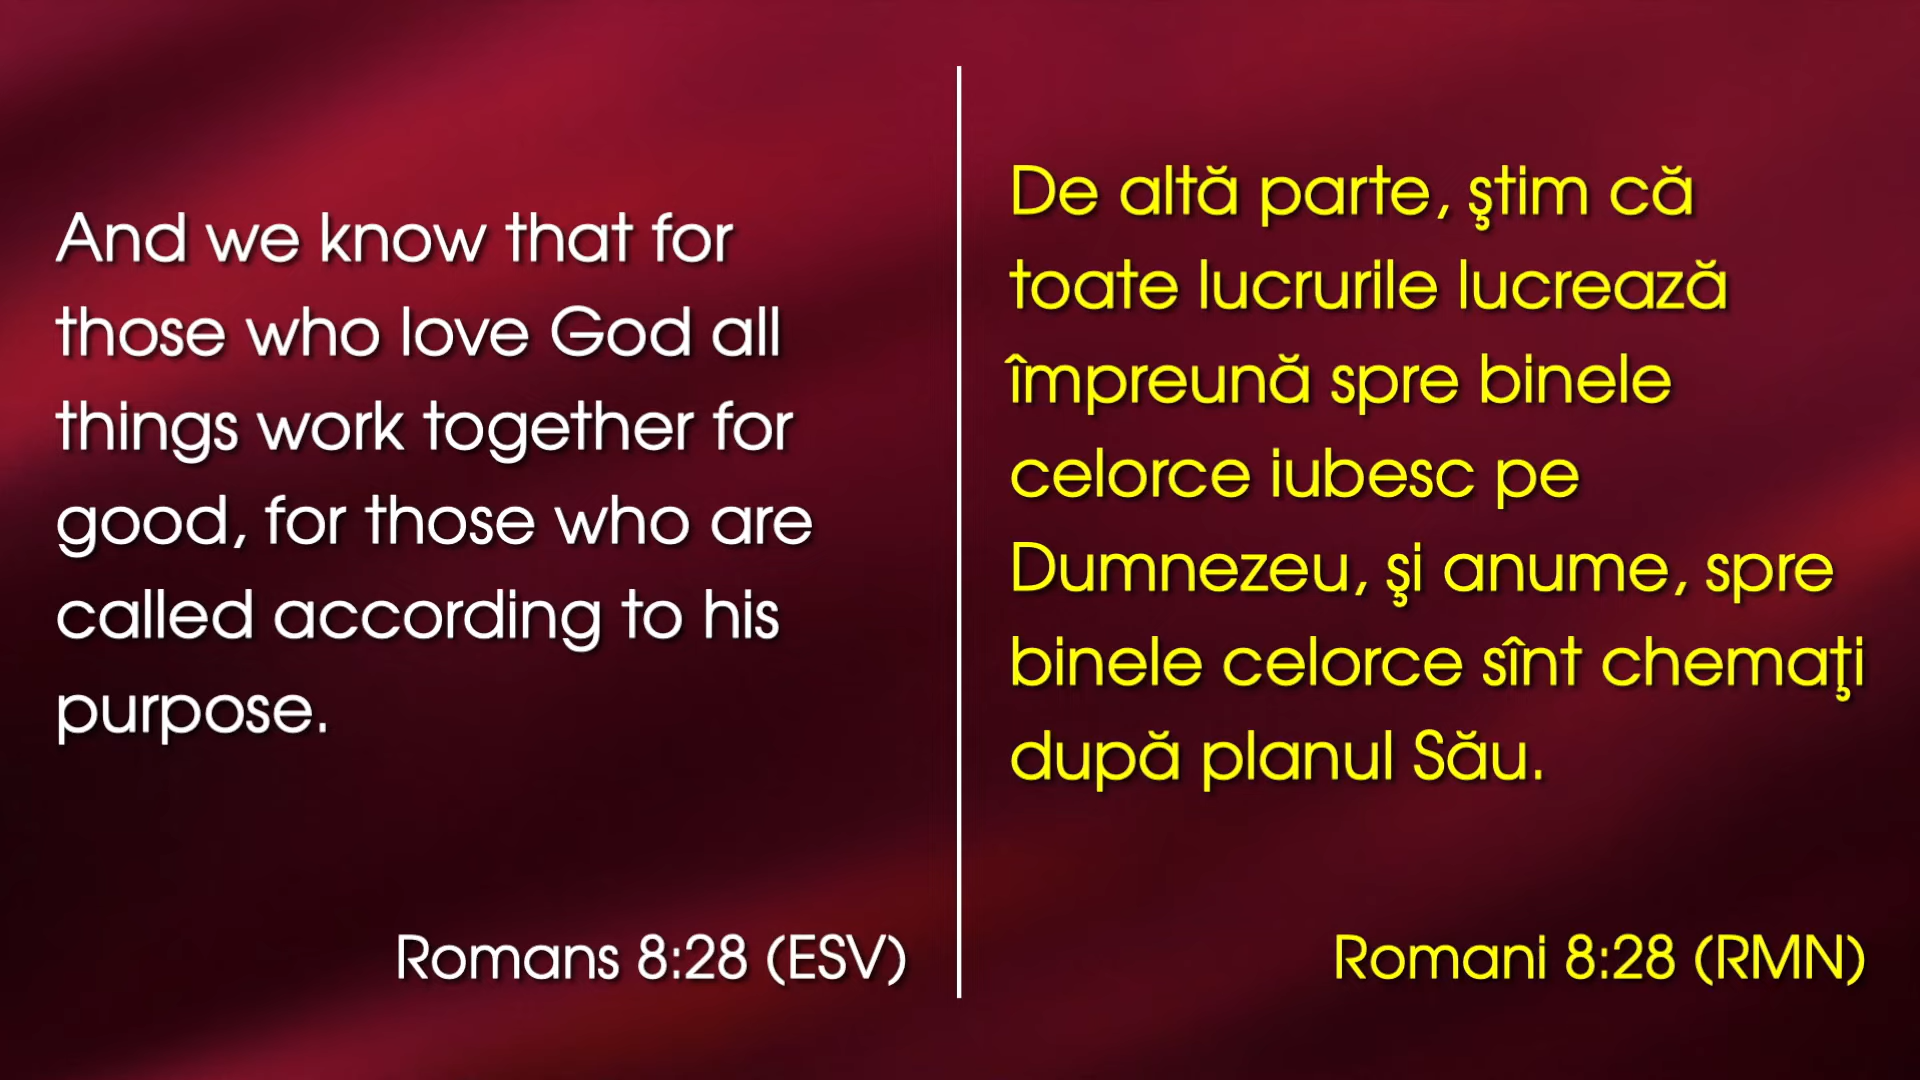 And we know that for
those who love God all
things work together for
good, for those who are
called according to his
purpose.
Romans 8:28 (ESV)
De altă parte, ştim că
toate lucrurile lucrează
împreună spre binele
celorce iubesc pe
Dumnezeu, şi anume, spre
binele celorce sînt chemaţi
după planul Său.
Romani 8:28 (RMN)